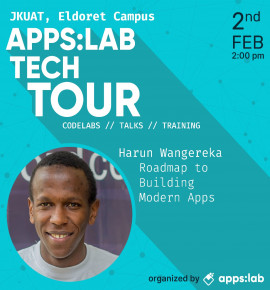 JKUAT, Eldoret Campus
APPS:LAB
TECH
TOUR
CODELABS // TALKS // TRAINING
2nd
FEB
2:00 pm
Harun Wangereka
Roadmap to
Building
Modern Apps
organized by apps:lab